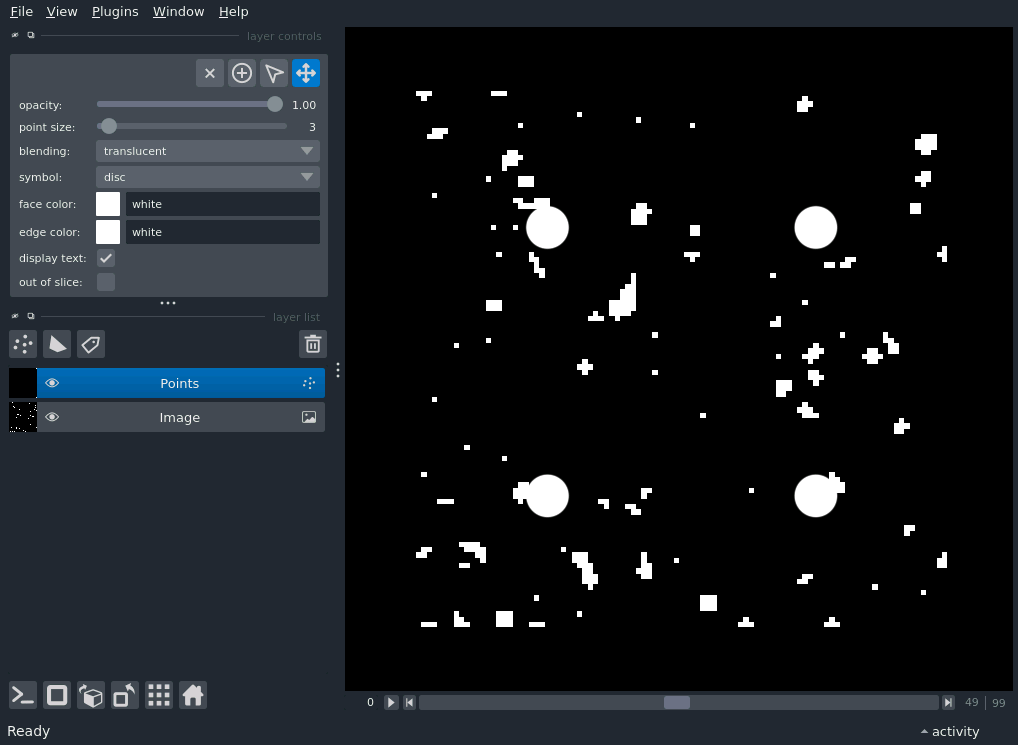 File View Plugins Window Help
layer controls
opacity: 1.00
point size: 3
blending: translucent
symbol: disc
face color: white
edge color: white
display text:
out of slice:
layer list
Points
Image
0 49 99
Ready activity